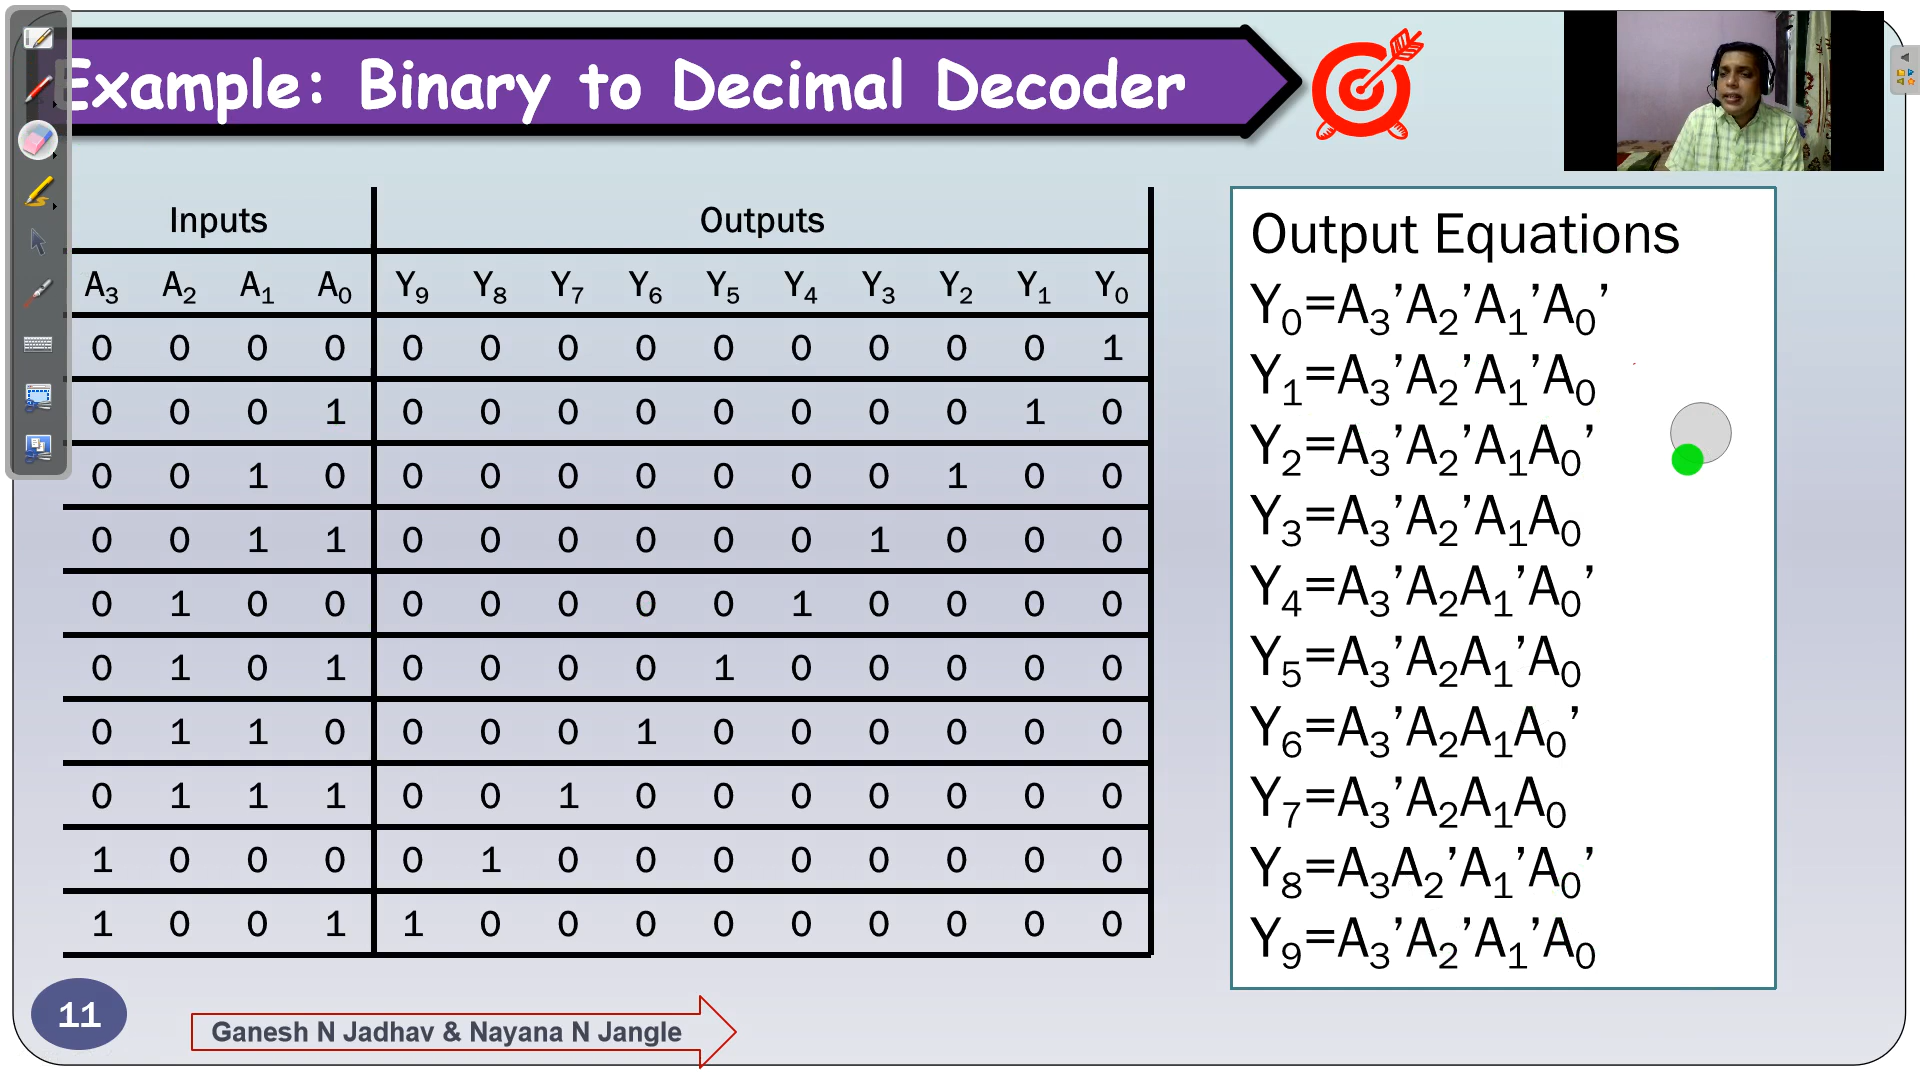 Example: Binary to Decimal Decoder
Inputs Outputs
A₃ A₂ A₁ A₀ Y₉ Y₈ Y₇ Y₆ Y₅ Y₄ Y₃ Y₂ Y₁ Y₀
0 0 0 0 0 0 0 0 0 0 0 0 0 1
0 0 0 1 0 0 0 0 0 0 0 0 1 0
0 0 1 0 0 0 0 0 0 0 0 1 0 0
0 0 1 1 0 0 0 0 0 0 1 0 0 0
0 1 0 0 0 0 0 0 0 1 0 0 0 0
0 1 0 1 0 0 0 0 1 0 0 0 0 0
0 1 1 0 0 0 0 1 0 0 0 0 0 0
0 1 1 1 0 0 1 0 0 0 0 0 0 0
1 0 0 0 0 1 0 0 0 0 0 0 0 0
1 0 0 1 1 0 0 0 0 0 0 0 0 0
Output Equations
Y₀=A₃’A₂’A₁’A₀’
Y₁=A₃’A₂’A₁’A₀
Y₂=A₃’A₂’A₁A₀’
Y₃=A₃’A₂’A₁A₀
Y₄=A₃’A₂A₁’A₀’
Y₅=A₃’A₂A₁’A₀
Y₆=A₃’A₂A₁A₀’
Y₇=A₃’A₂A₁A₀
Y₈=A₃A₂’A₁’A₀’
Y₉=A₃’A₂’A₁’A₀
11
Ganesh N Jadhav & Nayana N Jangle